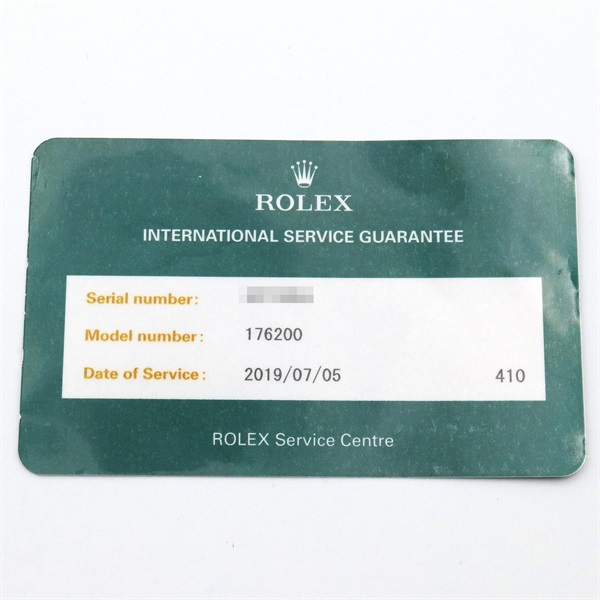 ROLEX
INTERNATIONAL SERVICE GUARANTEE
Serial number:
Model number: 176200
Date of Service: 2019/07/05 410
ROLEX Service Centre